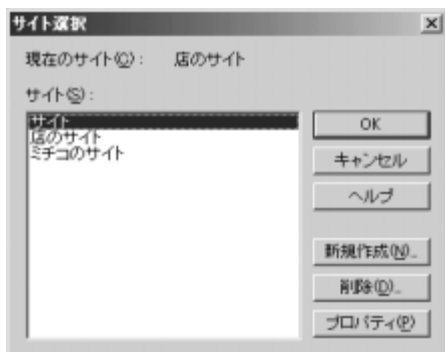 サイト選択
現在のサイト(C):　店のサイト
サイト(S):
サイト
店のサイト
ミチコのサイト
OK
キャンセル
ヘルプ
新規作成(N)...
削除(D)...
プロパティ(P)